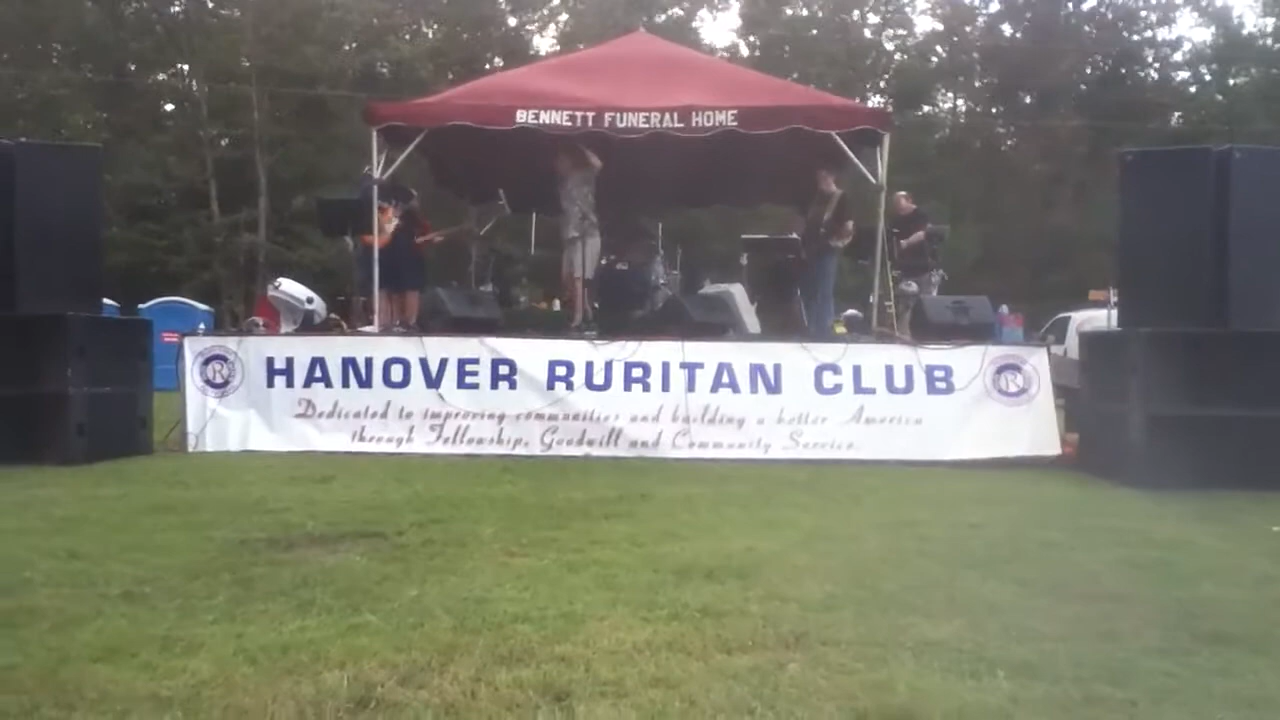 BENNETT FUNERAL HOME
HANOVER RURITAN CLUB
Dedicated to improving communities and building a better America
through Fellowship, Goodwill and Community Service.